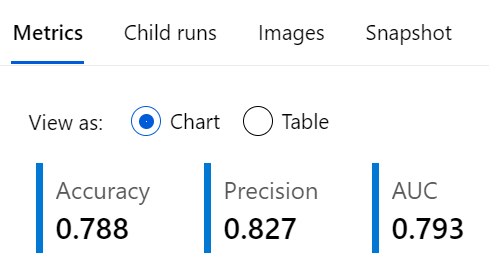 Metrics Child runs Images Snapshot
View as: Chart Table
Accuracy Precision AUC
0.788 0.827 0.793